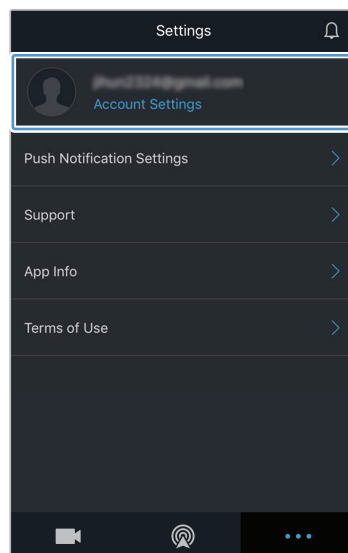 Settings
Account Settings
Push Notification Settings
Support
App Info
Terms of Use